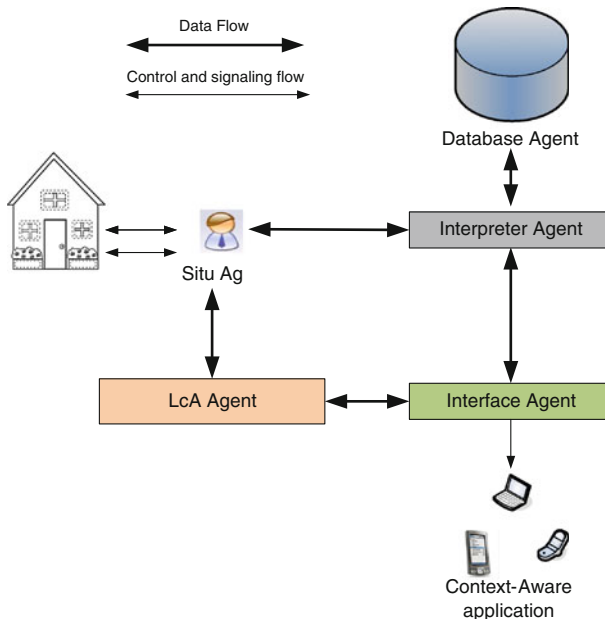 Data Flow
Control and signaling flow
Database Agent
Interpreter Agent
Situ Ag
LcA Agent
Interface Agent
Context-Aware
application